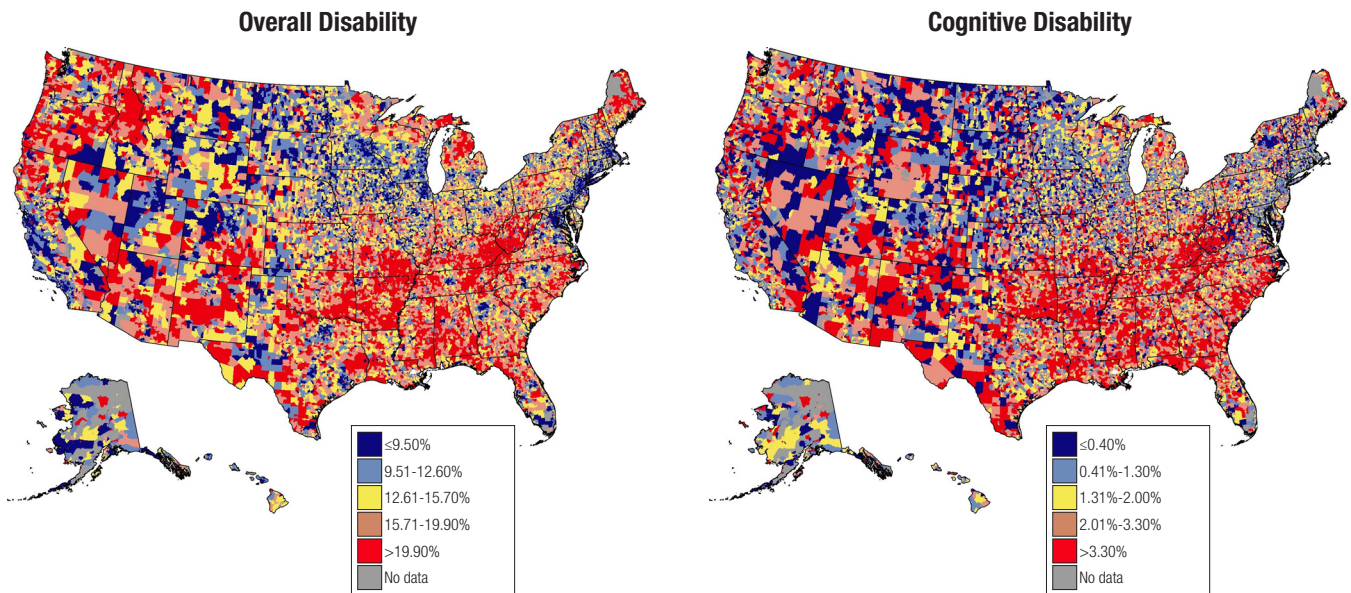 Overall Disability
≤9.50%
9.51-12.60%
12.61-15.70%
15.71-19.90%
>19.90%
No data
Cognitive Disability
≤0.40%
0.41%-1.30%
1.31%-2.00%
2.01%-3.30%
>3.30%
No data